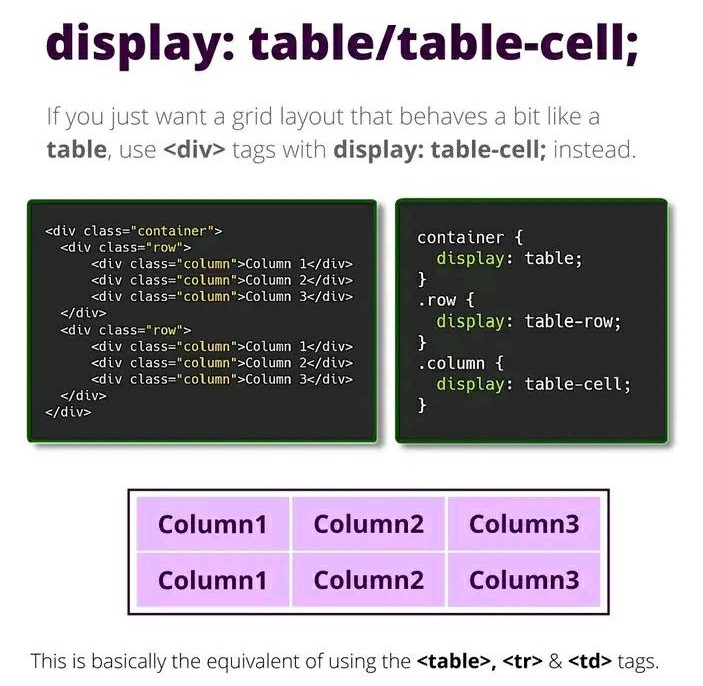 display: table/table-cell;
If you just want a grid layout that behaves a bit like a
table, use <div> tags with display: table-cell; instead.
<div class="container">
<div class="row">
<div class="column">Column 1</div>
<div class="column">Column 2</div>
<div class="column">Column 3</div>
</div>
<div class="row">
<div class="column">Column 1</div>
<div class="column">Column 2</div>
<div class="column">Column 3</div>
</div>
</div>
container {
display: table;
}
.row {
display: table-row;
}
.column {
display: table-cell;
}
Column1 Column2 Column3
Column1 Column2 Column3
This is basically the equivalent of using the <table>, <tr> & <td> tags.